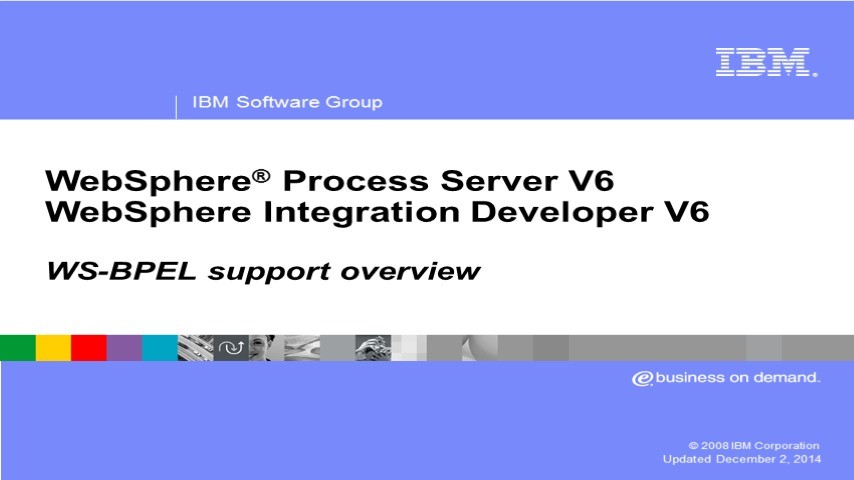 IBM®
IBM Software Group
WebSphere® Process Server V6
WebSphere Integration Developer V6
WS-BPEL support overview
e business on demand.
© 2008 IBM Corporation
Updated December 2, 2014